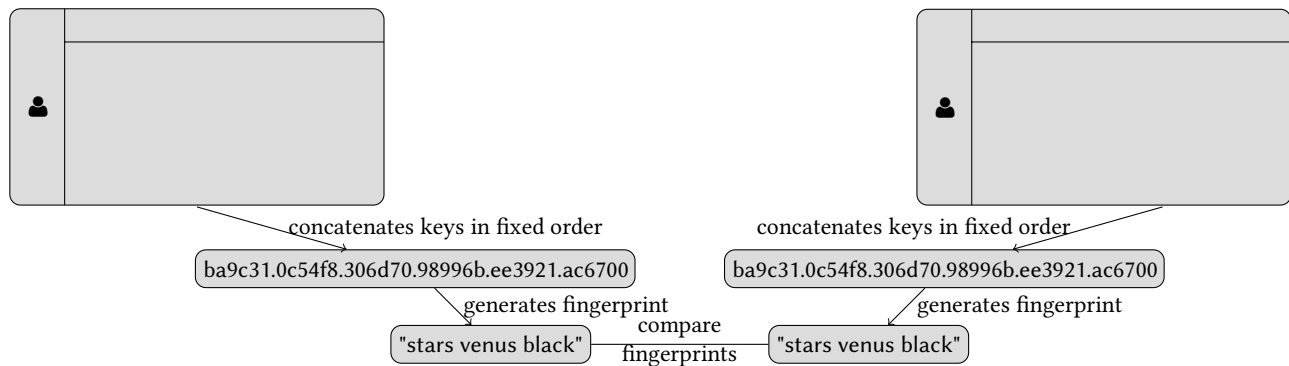 concatenates keys in fixed order
concatenates keys in fixed order
ba9c31.0c54f8.306d70.98996b.ee3921.ac6700
ba9c31.0c54f8.306d70.98996b.ee3921.ac6700
generates fingerprint
generates fingerprint
"stars venus black"
compare
fingerprints
"stars venus black"